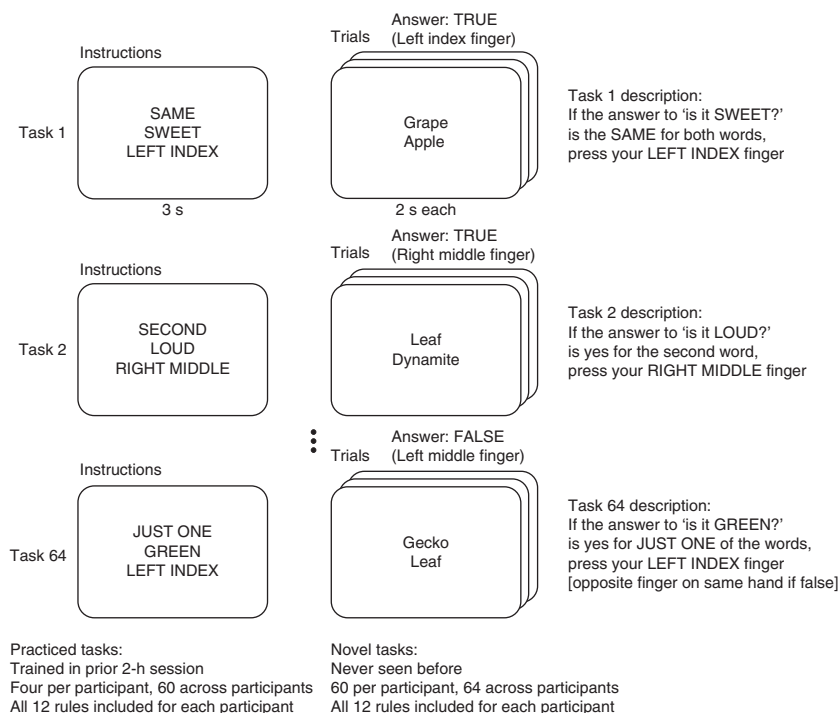 Instructions
Trials
Answer: TRUE
(Left index finger)
Task 1
SAME
SWEET
LEFT INDEX
Grape
Apple
Task 1 description:
If the answer to ‘is it SWEET?’
is the SAME for both words,
press your LEFT INDEX finger
3 s
2 s each
Instructions
Trials
Answer: TRUE
(Right middle finger)
Task 2
SECOND
LOUD
RIGHT MIDDLE
Leaf
Dynamite
Task 2 description:
If the answer to ‘is it LOUD?’
is yes for the second word,
press your RIGHT MIDDLE finger
Instructions
Trials
Answer: FALSE
(Left middle finger)
Task 64
JUST ONE
GREEN
LEFT INDEX
Gecko
Leaf
Task 64 description:
If the answer to ‘is it GREEN?’
is yes for JUST ONE of the words,
press your LEFT INDEX finger
[opposite finger on same hand if false]
Practiced tasks:
Trained in prior 2-h session
Four per participant, 60 across participants
All 12 rules included for each participant
Novel tasks:
Never seen before
60 per participant, 64 across participants
All 12 rules included for each participant